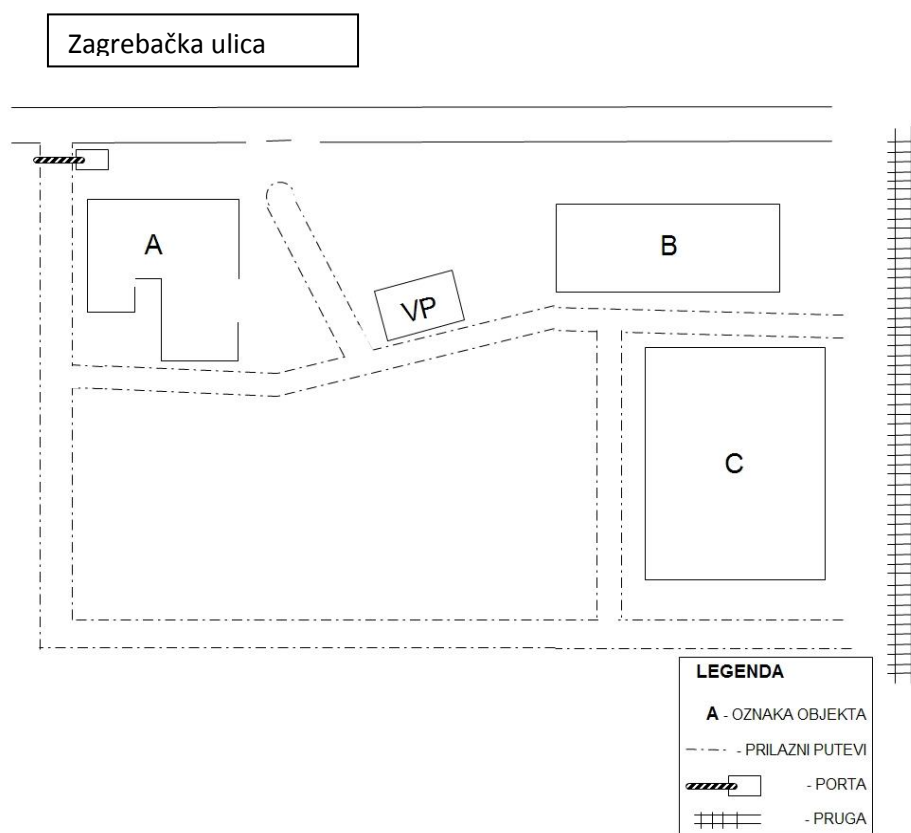 Zagrebačka ulica
A
B
VP
C
LEGENDA
A - OZNAKA OBJEKTA
- PRILAZNI PUTEVI
- PORTA
- PRUGA